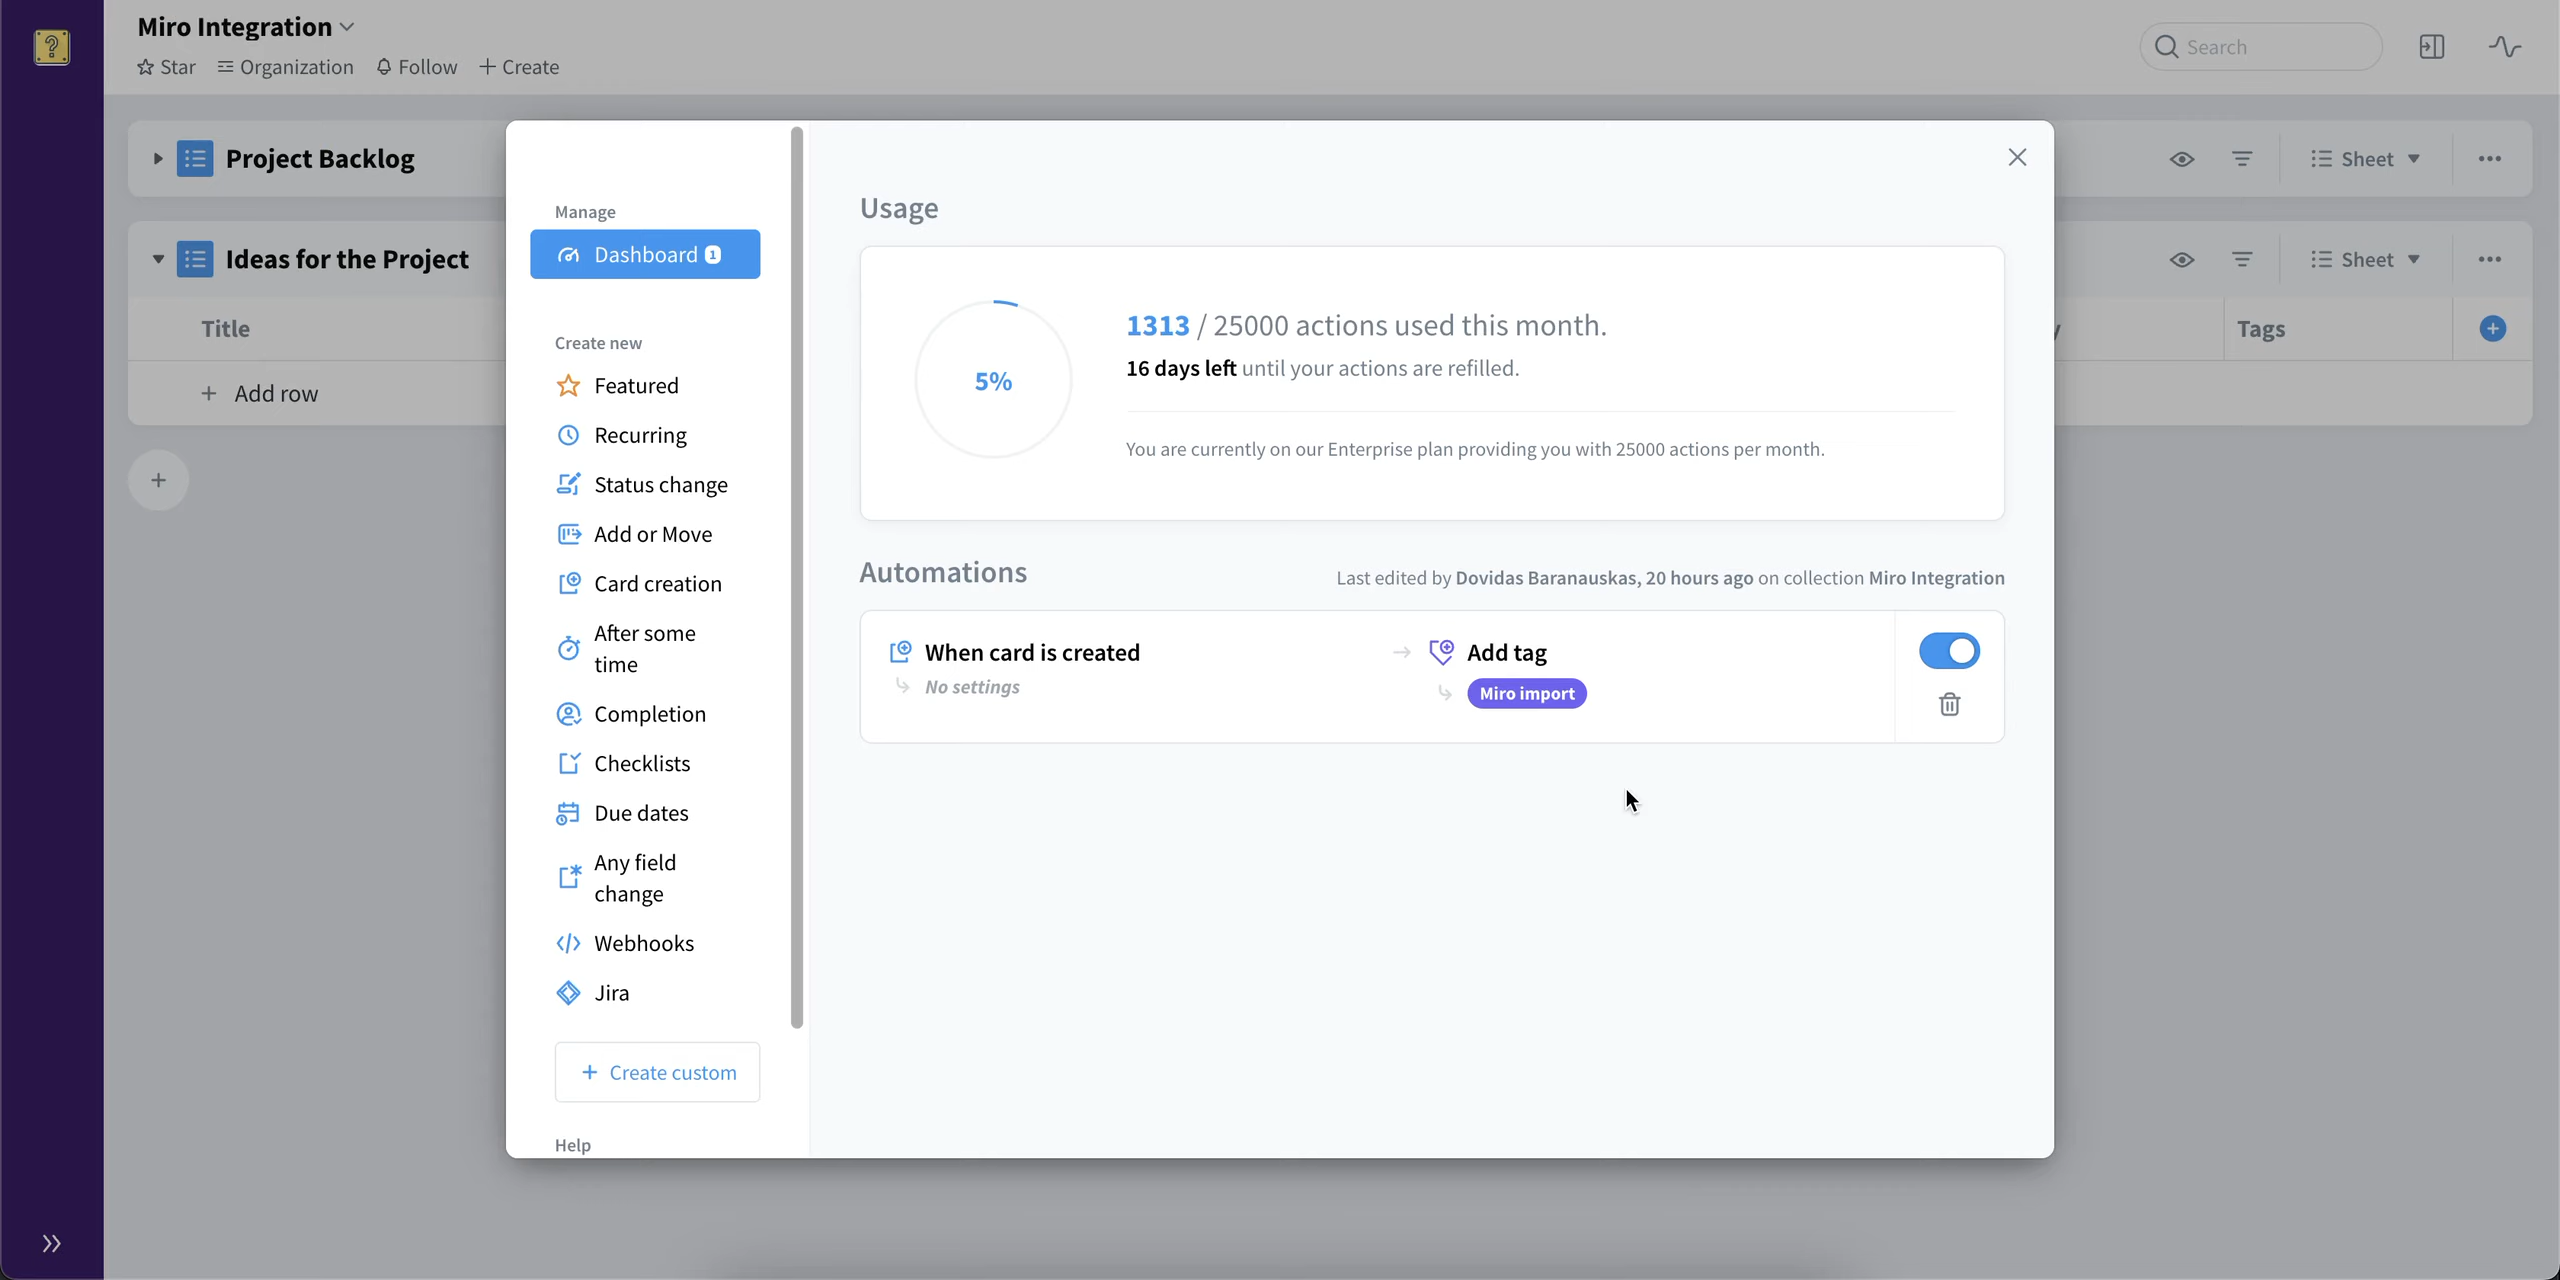 Miro Integration
Star Organization Follow Create
Search
Project Backlog
Sheet
Ideas for the Project
Sheet
Title
Tags
Add row
Manage
Dashboard 1
Create new
Featured
Recurring
Status change
Add or Move
Card creation
After some
time
Completion
Checklists
Due dates
Any field
change
Webhooks
Jira
+ Create custom
Help
Usage
5%
1313 / 25000 actions used this month.
16 days left until your actions are refilled.
You are currently on our Enterprise plan providing you with 25000 actions per month.
Automations
Last edited by Dovidas Baranauskas, 20 hours ago on collection Miro Integration
When card is created
No settings
Add tag
Miro import